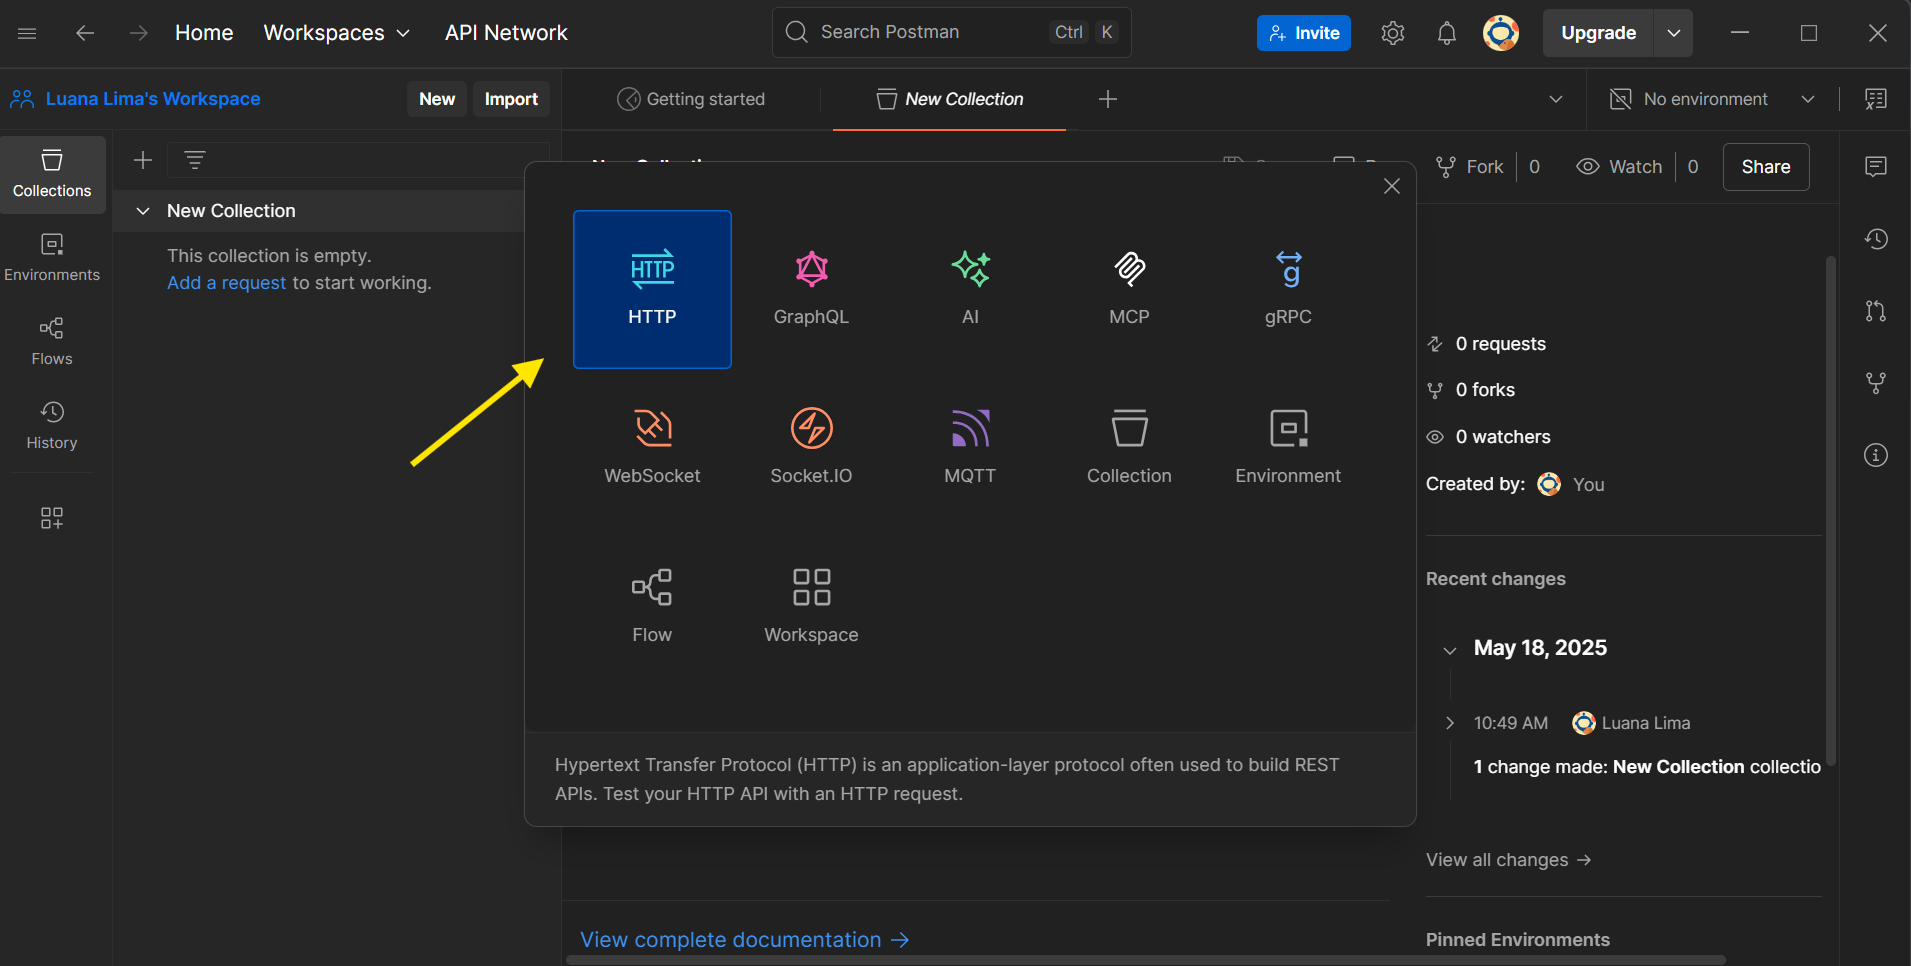 Home Workspaces API Network Search Postman Ctrl K Invite Upgrade
Luana Lima's Workspace New Import Getting started New Collection No environment
Collections
Environments
Flows
History
New Collection
This collection is empty.
Add a request to start working.
Fork 0 Watch 0 Share
HTTP
HTTP GraphQL AI MCP gRPC
WebSocket Socket.IO MQTT Collection Environment
Flow Workspace
Hypertext Transfer Protocol (HTTP) is an application-layer protocol often used to build REST
APIs. Test your HTTP API with an HTTP request.
0 requests
0 forks
0 watchers
Created by: You
Recent changes
May 18, 2025
10:49 AM Luana Lima
1 change made: New Collection collectio
View all changes →
View complete documentation →
Pinned Environments